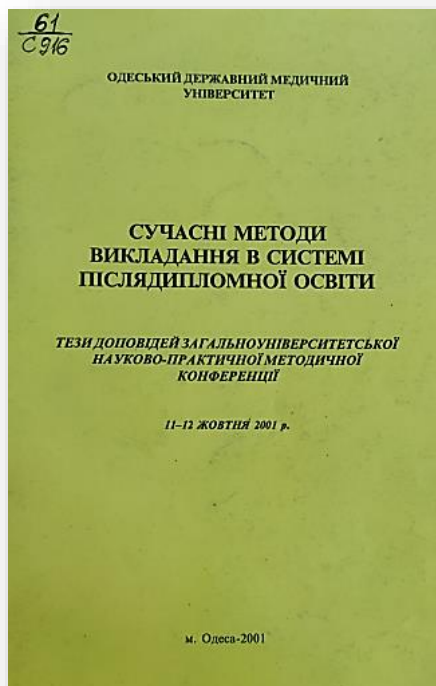 61
С916
ОДЕСЬКИЙ ДЕРЖАВНИЙ МЕДИЧНИЙ
УНІВЕРСИТЕТ
СУЧАСНІ МЕТОДИ
ВИКЛАДАННЯ В СИСТЕМІ
ПІСЛЯДИПЛОМНОЇ ОСВІТИ
ТЕЗИ ДОПОВІДЕЙ ЗАГАЛЬНОУНІВЕРСИТЕТСЬКОЇ
НАУКОВО-ПРАКТИЧНОЇ МЕТОДИЧНОЇ
КОНФЕРЕНЦІЇ
11–12 ЖОВТНЯ 2001 р.
м. Одеса-2001